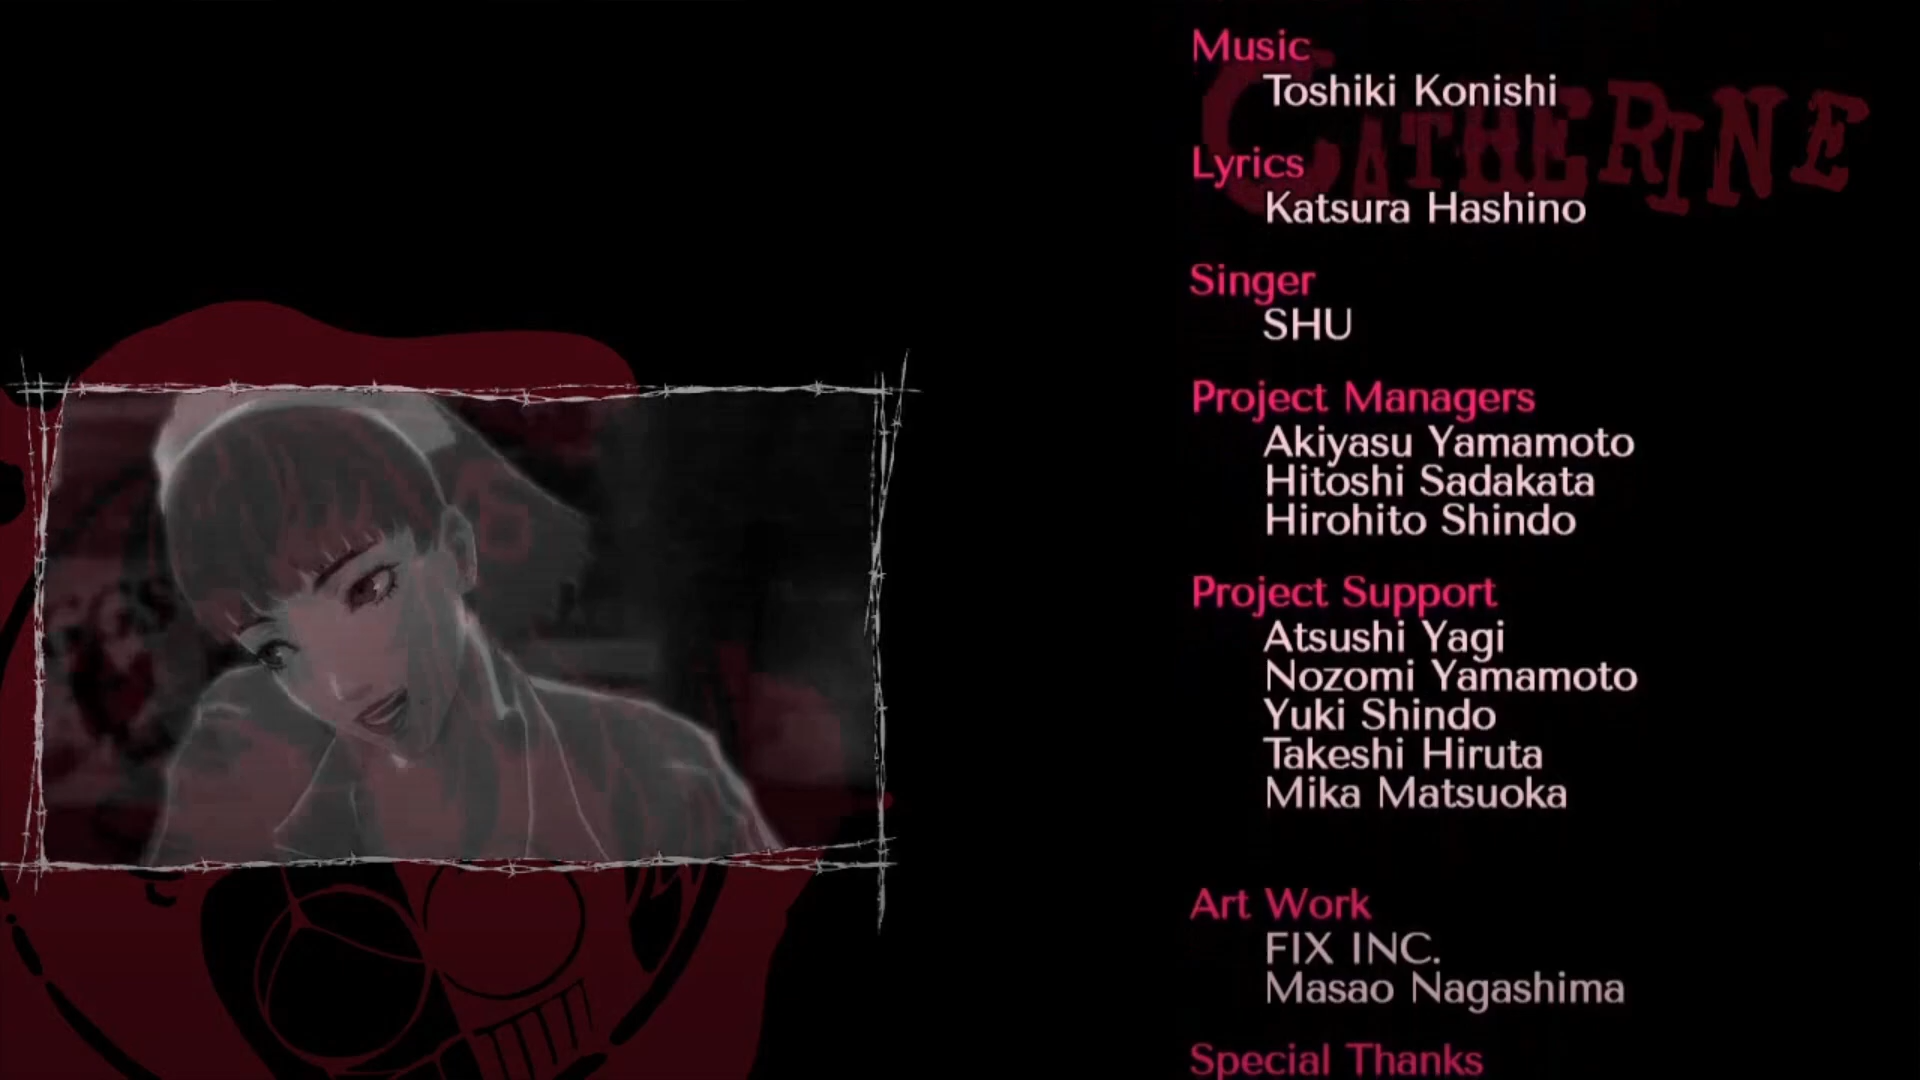 Music
Toshiki Konishi
CATHERINE
Lyrics
Katsura Hashino
Singer
SHU
Project Managers
Akiyasu Yamamoto
Hitoshi Sadakata
Hirohito Shindo
Project Support
Atsushi Yagi
Nozomi Yamamoto
Yuki Shindo
Takeshi Hiruta
Mika Matsuoka
Art Work
FIX INC.
Masao Nagashima
Special Thanks